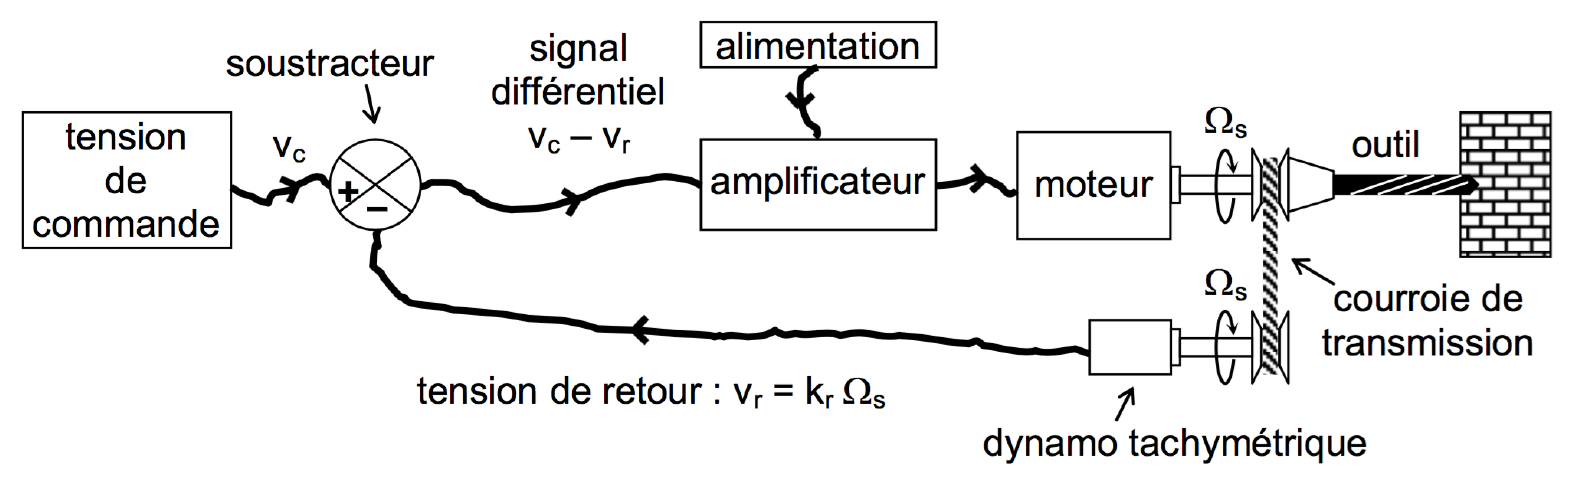 soustracteur
signal
différentiel
v_c – v_r
alimentation
tension
de
commande
v_c
+
–
amplificateur
moteur
Ω_s
outil
Ω_s
courroie de
transmission
tension de retour : v_r = k_r Ω_s
dynamo tachymétrique